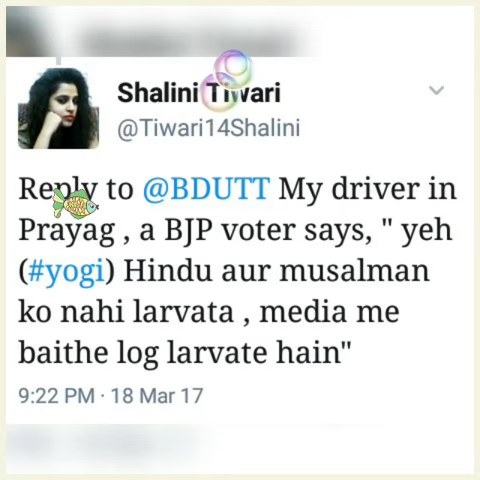 Shalini Tiwari
@Tiwari14Shalini
Reply to @BDUTT My driver in
Prayag , a BJP voter says, " yeh
(#yogi) Hindu aur musalman
ko nahi larvata , media me
baithe log larvate hain"
9:22 PM · 18 Mar 17